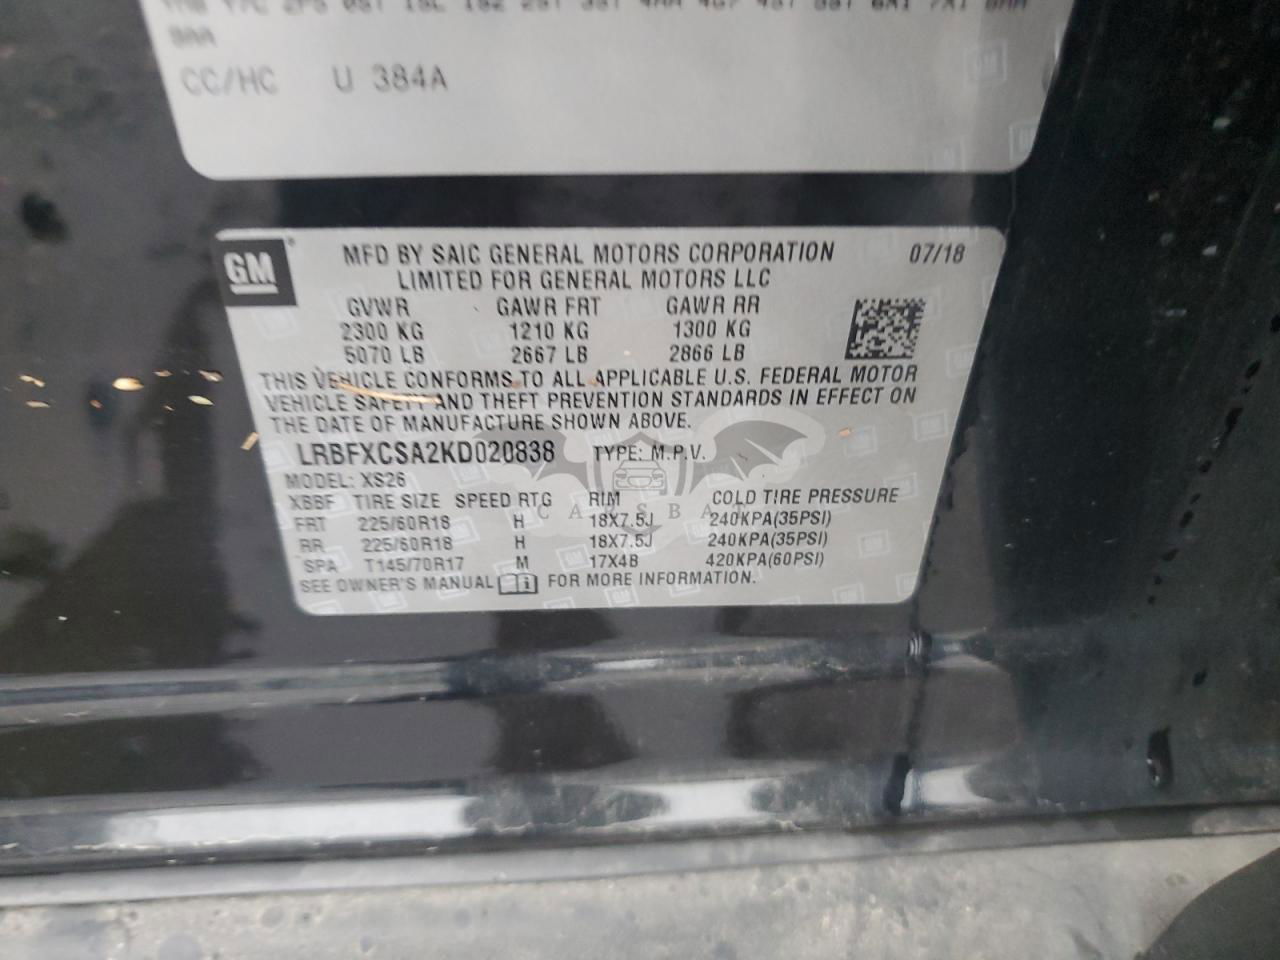 8AA
CC/HC U 384A
GM
MFD BY SAIC GENERAL MOTORS CORPORATION 07/18
LIMITED FOR GENERAL MOTORS LLC
GVWR GAWR FRT GAWR RR
2300 KG 1210 KG 1300 KG
5070 LB 2667 LB 2866 LB
THIS VEHICLE CONFORMS TO ALL APPLICABLE U.S. FEDERAL MOTOR
VEHICLE SAFETY AND THEFT PREVENTION STANDARDS IN EFFECT ON
THE DATE OF MANUFACTURE SHOWN ABOVE.
LRBFXCSA2KD020838 TYPE: M.P.V.
MODEL: XS26
XBBF TIRE SIZE SPEED RTG RIM COLD TIRE PRESSURE
CARSBAT
FRT 225/60R18 H 18X7.5J 240KPA(35PSI)
RR 225/60R18 H 18X7.5J 240KPA(35PSI)
SPA T145/70R17 M 17X4B 420KPA(60PSI)
SEE OWNER'S MANUAL FOR MORE INFORMATION.